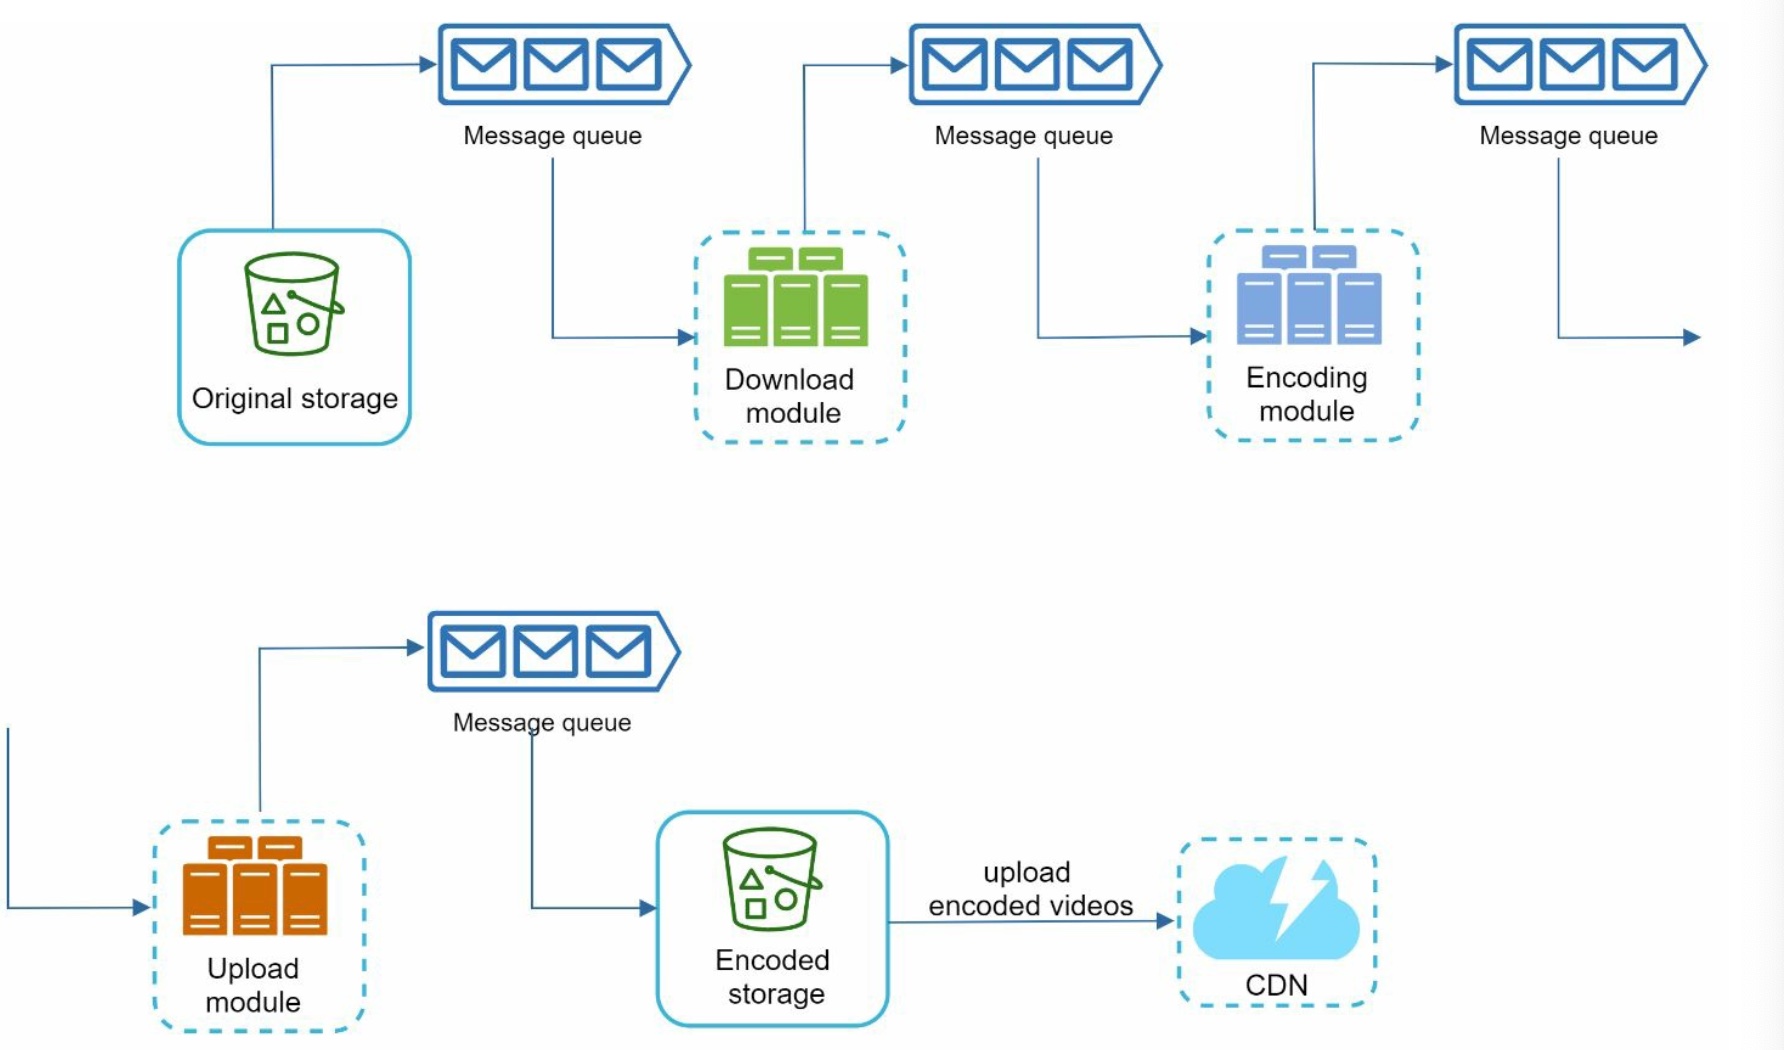 Message queue
Message queue
Message queue
Original storage
Download
module
Encoding
module
Message queue
upload
encoded videos
Upload
module
Encoded
storage
CDN